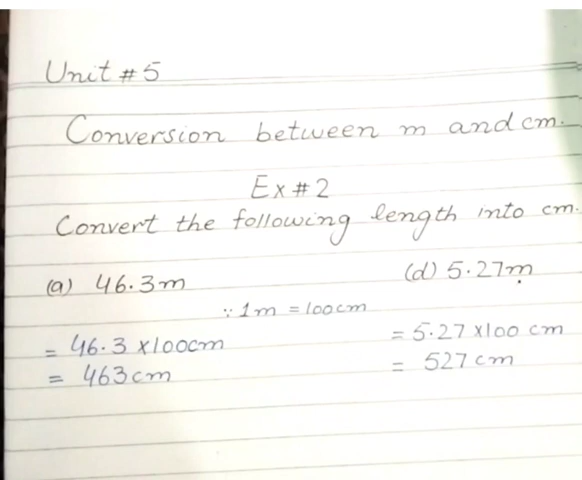 Unit # 5
Conversion between m and cm.
Ex # 2
Convert the following length into cm.
(a) 46.3m
(d) 5.27m
∵ 1m = 100cm
= 46.3 x100cm
= 463cm
= 5.27 x100 cm
= 527 cm